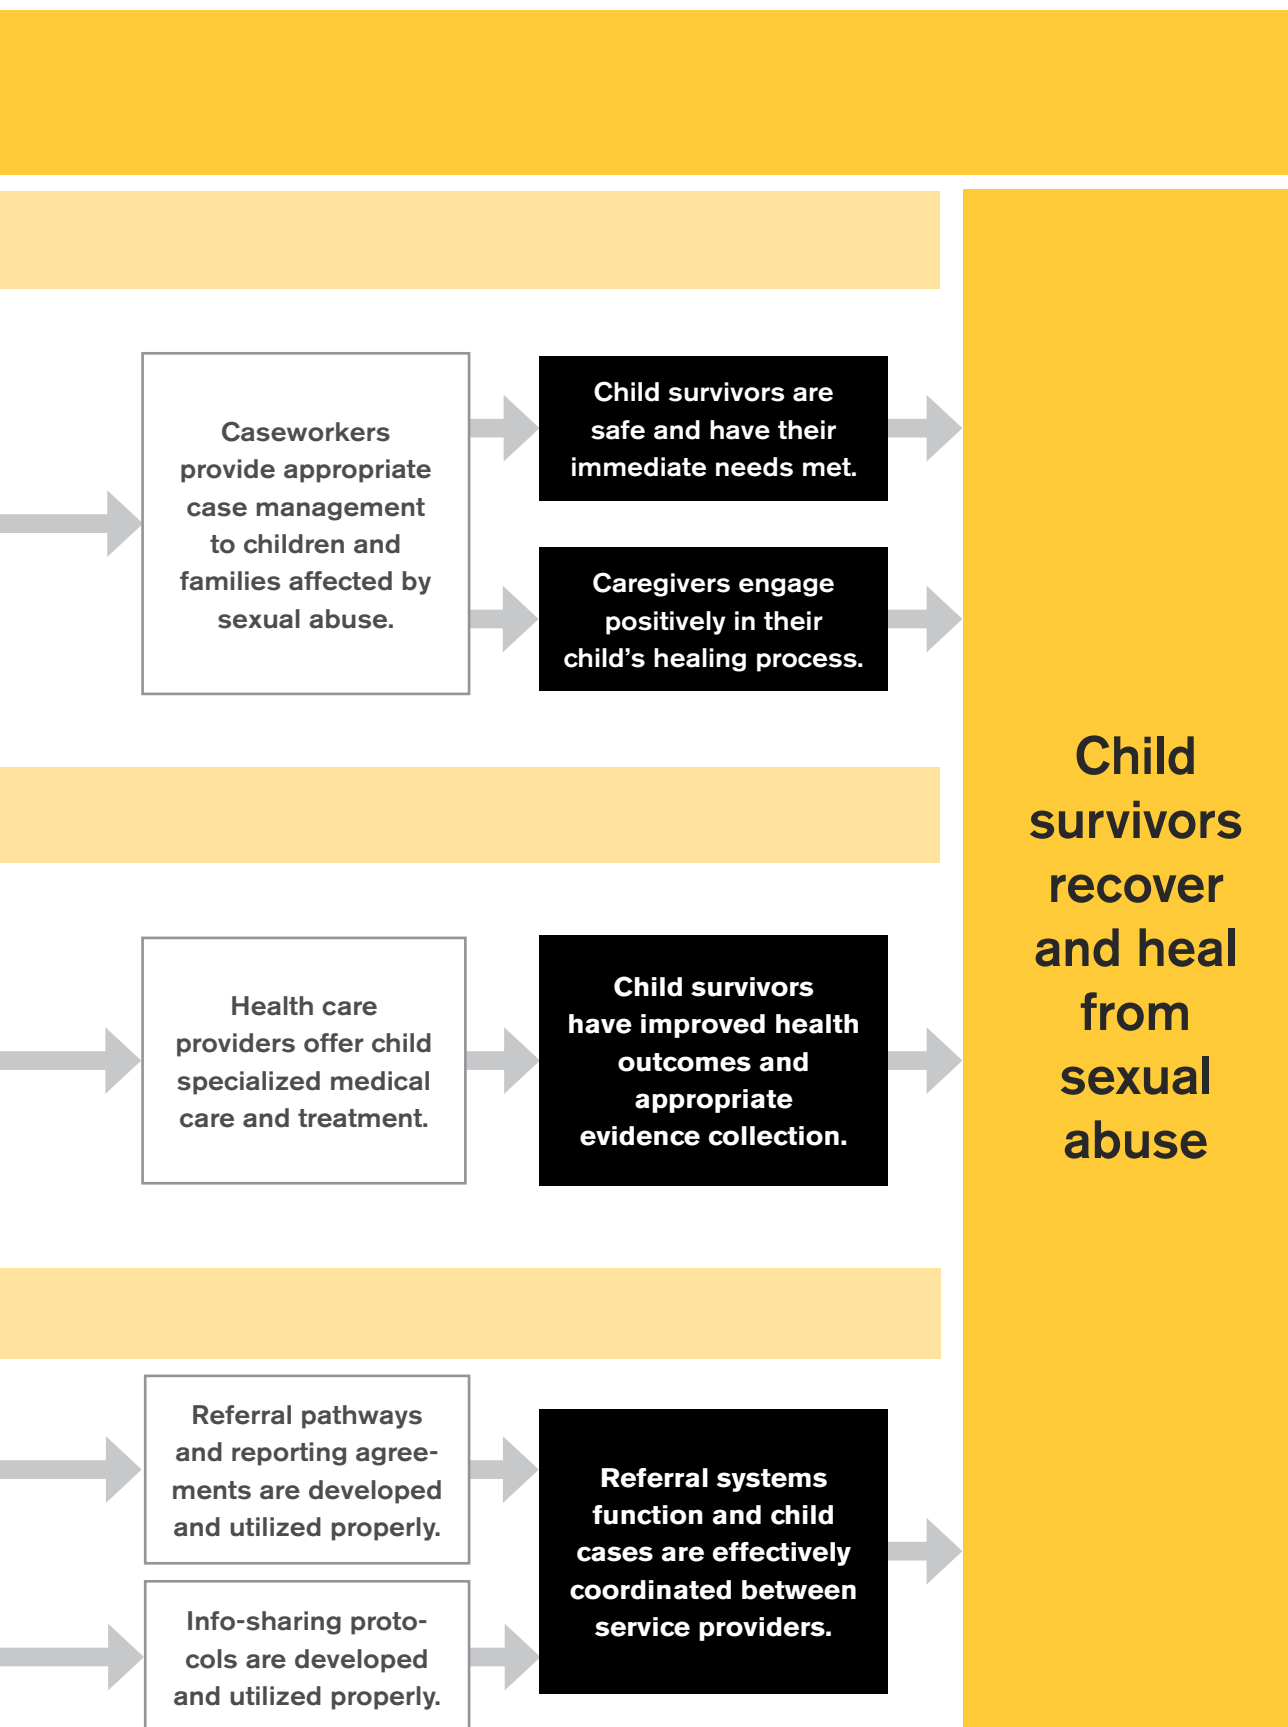 Caseworkers
provide appropriate
case management
to children and
families affected by
sexual abuse.
Child survivors are
safe and have their
immediate needs met.
Caregivers engage
positively in their
child’s healing process.
Health care
providers offer child
specialized medical
care and treatment.
Child survivors
have improved health
outcomes and
appropriate
evidence collection.
Referral pathways
and reporting agree-
ments are developed
and utilized properly.
Info-sharing proto-
cols are developed
and utilized properly.
Referral systems
function and child
cases are effectively
coordinated between
service providers.
Child
survivors
recover
and heal
from
sexual
abuse